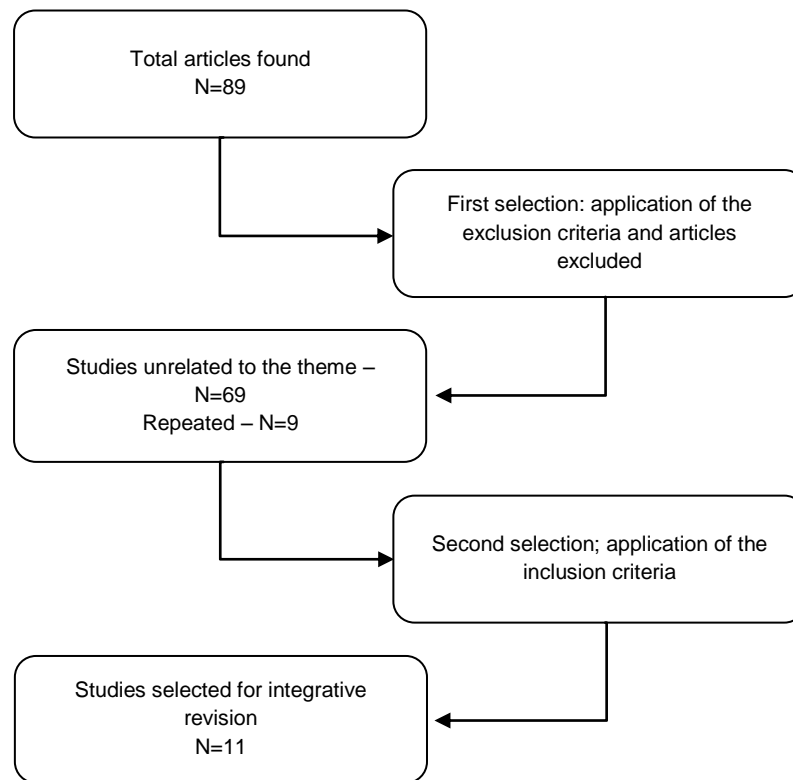 Total articles found
N=89
First selection: application of the
exclusion criteria and articles
excluded
Studies unrelated to the theme –
N=69
Repeated – N=9
Second selection; application of the
inclusion criteria
Studies selected for integrative
revision
N=11